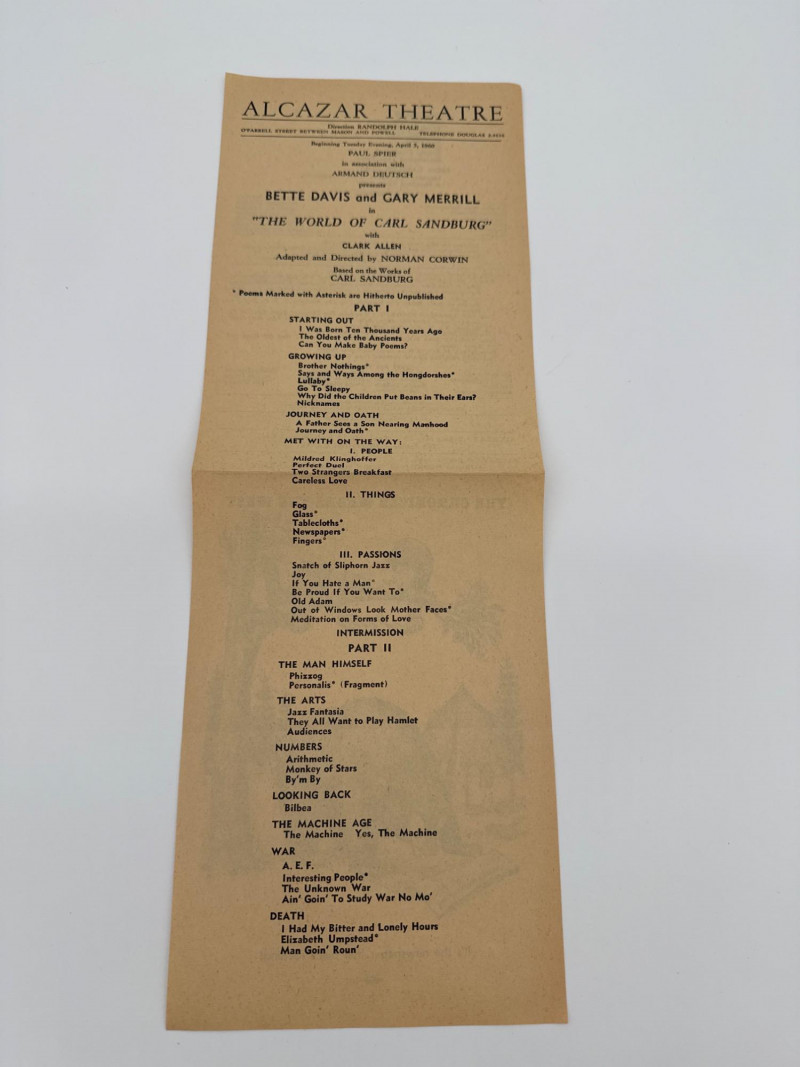 ALCAZAR THEATRE
Direction RANDOLPH HALE
O'FARRELL STREET BETWEEN MASON AND POWELL TELEPHONE DOUGLAS
Beginning Tuesday Evening, April 5, 1960
PAUL SPIER
in association with
ARMAND DEUTSCH
presents
BETTE DAVIS and GARY MERRILL
in
"THE WORLD OF CARL SANDBURG"
with
CLARK ALLEN
Adapted and Directed by NORMAN CORWIN
Based on the Works of
CARL SANDBURG
* Poems Marked with Asterisk are Hitherto Unpublished
PART I
STARTING OUT
I Was Born Ten Thousand Years Ago
The Oldest of the Ancients
Can You Make Baby Poems?
GROWING UP
Brother Nothings*
Says and Ways Among the Hongdorshes*
Lullaby*
Go To Sleepy
Why Did the Children Put Beans in Their Ears?
Nicknames
JOURNEY AND OATH
A Father Sees a Son Nearing Manhood
Journey and Oath*
MET WITH ON THE WAY:
I. PEOPLE
Mildred Klinghoffer
Perfect Duel
Two Strangers Breakfast
Careless Love
II. THINGS
Fog
Glass*
Tablecloths*
Newspapers*
Fingers*
III. PASSIONS
Snatch of Sliphorn Jazz
Joy
If You Hate a Man*
Be Proud If You Want To*
Old Adam
Out of Windows Look Mother Faces*
Meditation on Forms of Love
INTERMISSION
PART II
THE MAN HIMSELF
Phizzog
Personalis* (Fragment)
THE ARTS
Jazz Fantasia
They All Want to Play Hamlet
Audiences
NUMBERS
Arithmetic
Monkey of Stars
By'm By
LOOKING BACK
Bilbea
THE MACHINE AGE
The Machine Yes, The Machine
WAR
A. E. F.
Interesting People*
The Unknown War
Ain' Goin' To Study War No Mo'
DEATH
I Had My Bitter and Lonely Hours
Elizabeth Umpstead*
Man Goin' Roun'